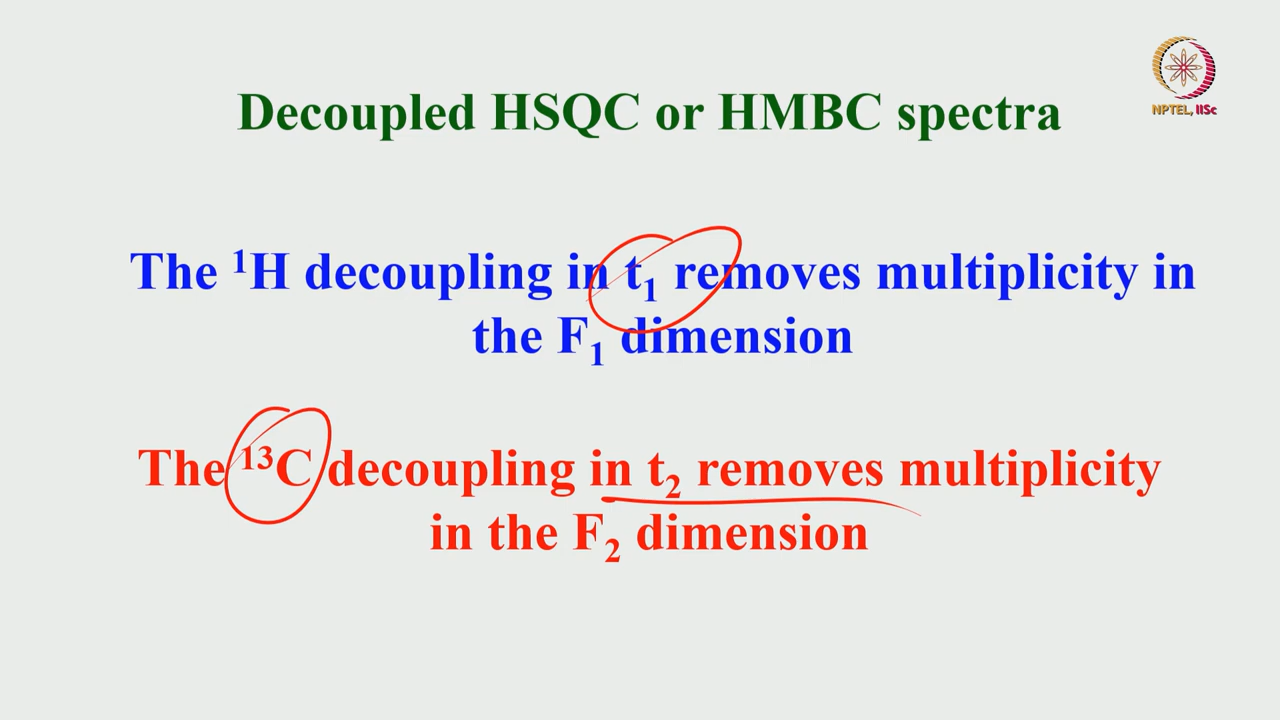 NPTEL, IISc
Decoupled HSQC or HMBC spectra
The ¹H decoupling in t₁ removes multiplicity in
the F₁ dimension
The ¹³C decoupling in t₂ removes multiplicity
in the F₂ dimension